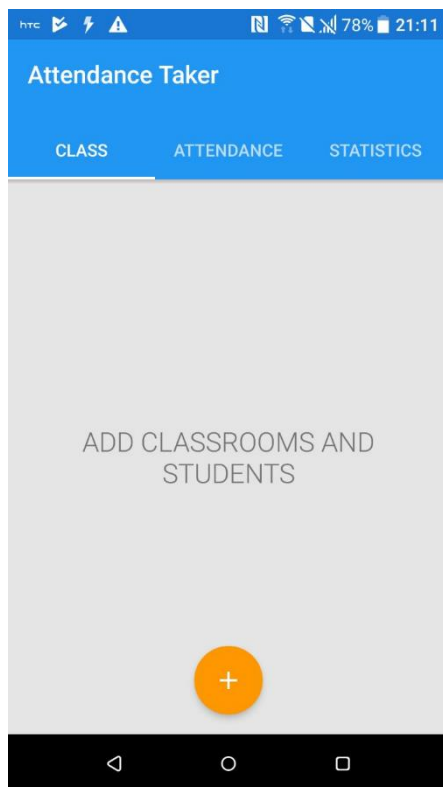 hTC 78% 21:11
Attendance Taker
CLASS ATTENDANCE STATISTICS
ADD CLASSROOMS AND
STUDENTS